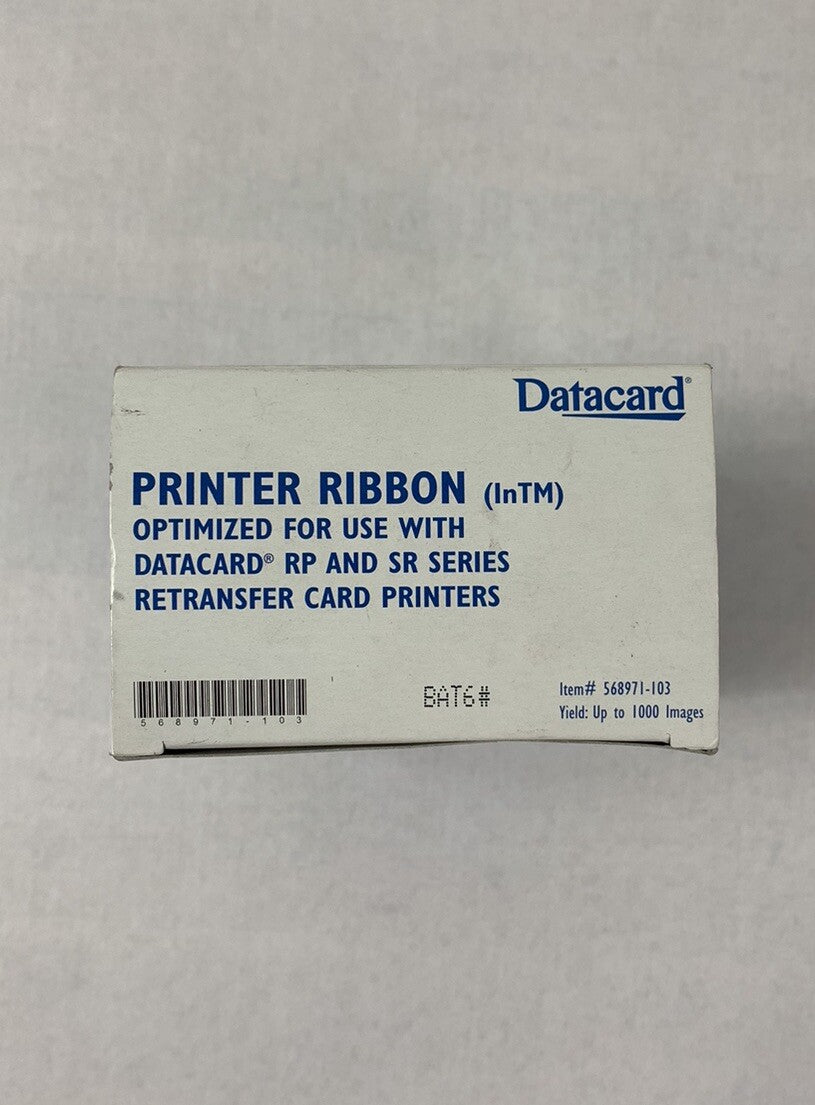 Datacard®
PRINTER RIBBON (InTM)
OPTIMIZED FOR USE WITH
DATACARD® RP AND SR SERIES
RETRANSFER CARD PRINTERS
568971-103
BAT6#
Item# 568971-103
Yield: Up to 1000 Images